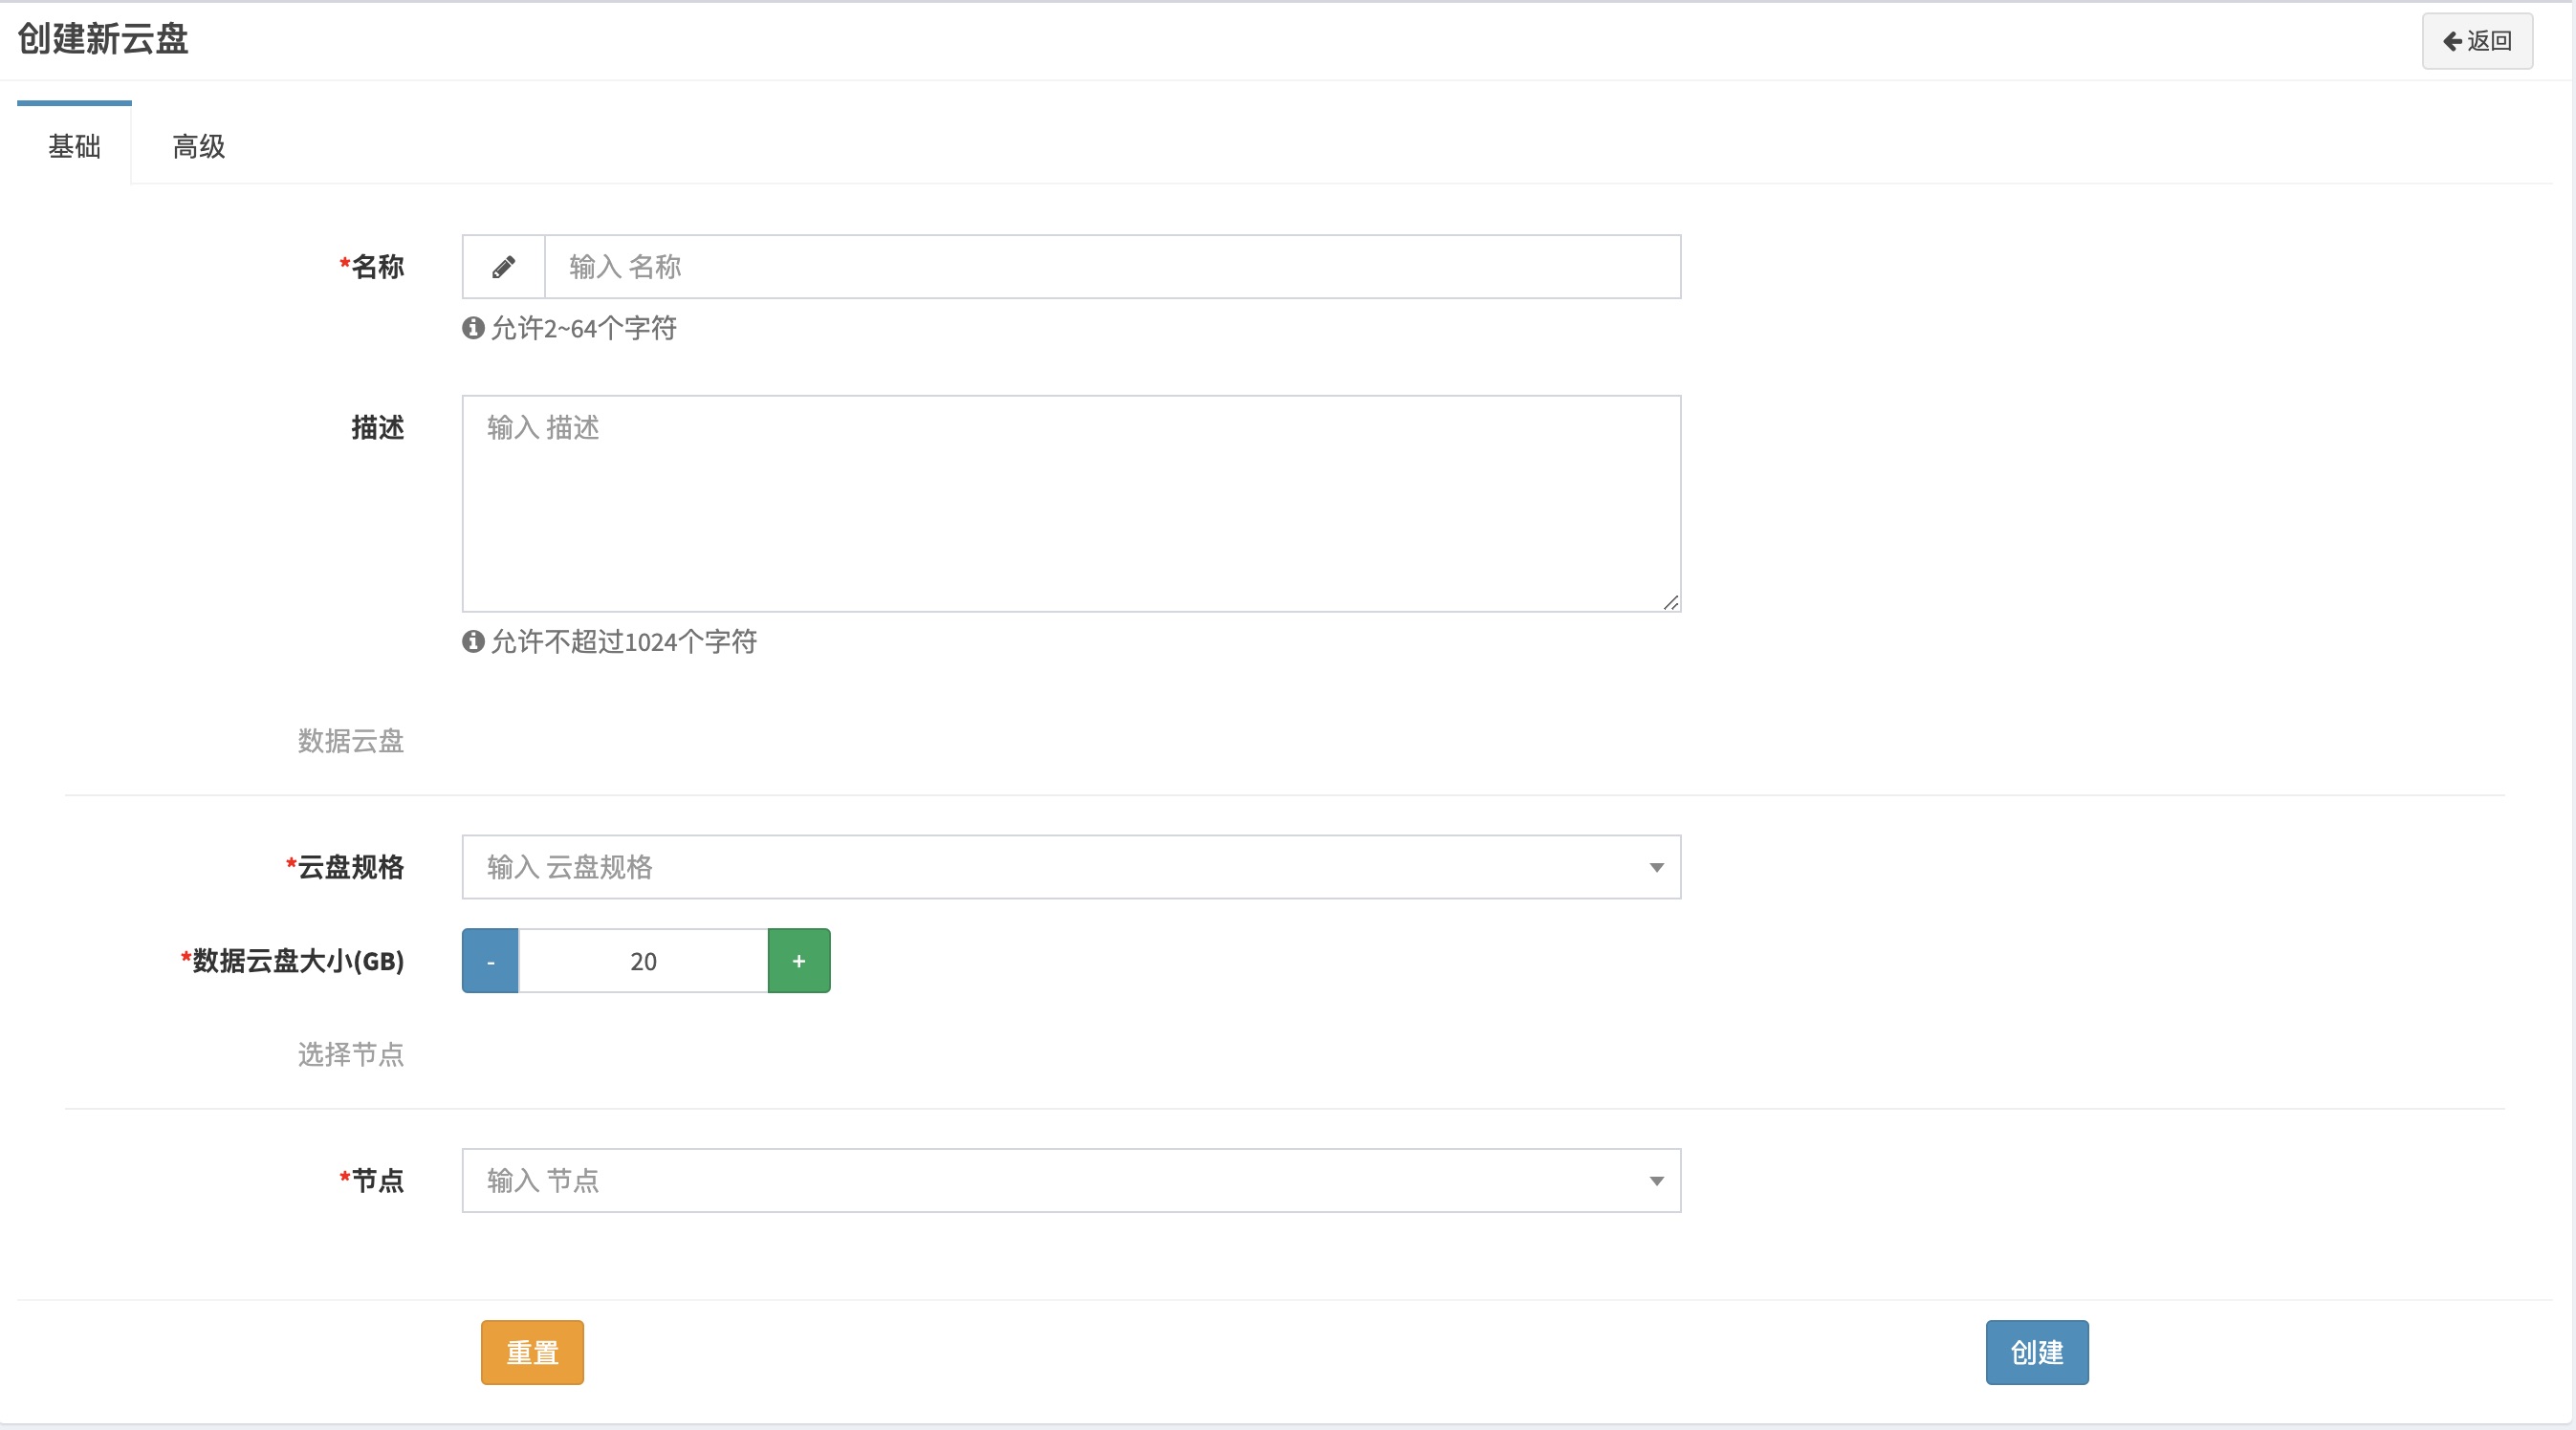 创建新云盘
返回
基础
高级
*名称
输入 名称
允许2~64个字符
描述
输入 描述
允许不超过1024个字符
数据云盘
*云盘规格
输入 云盘规格
*数据云盘大小(GB)
- 20 +
选择节点
*节点
输入 节点
重置
创建